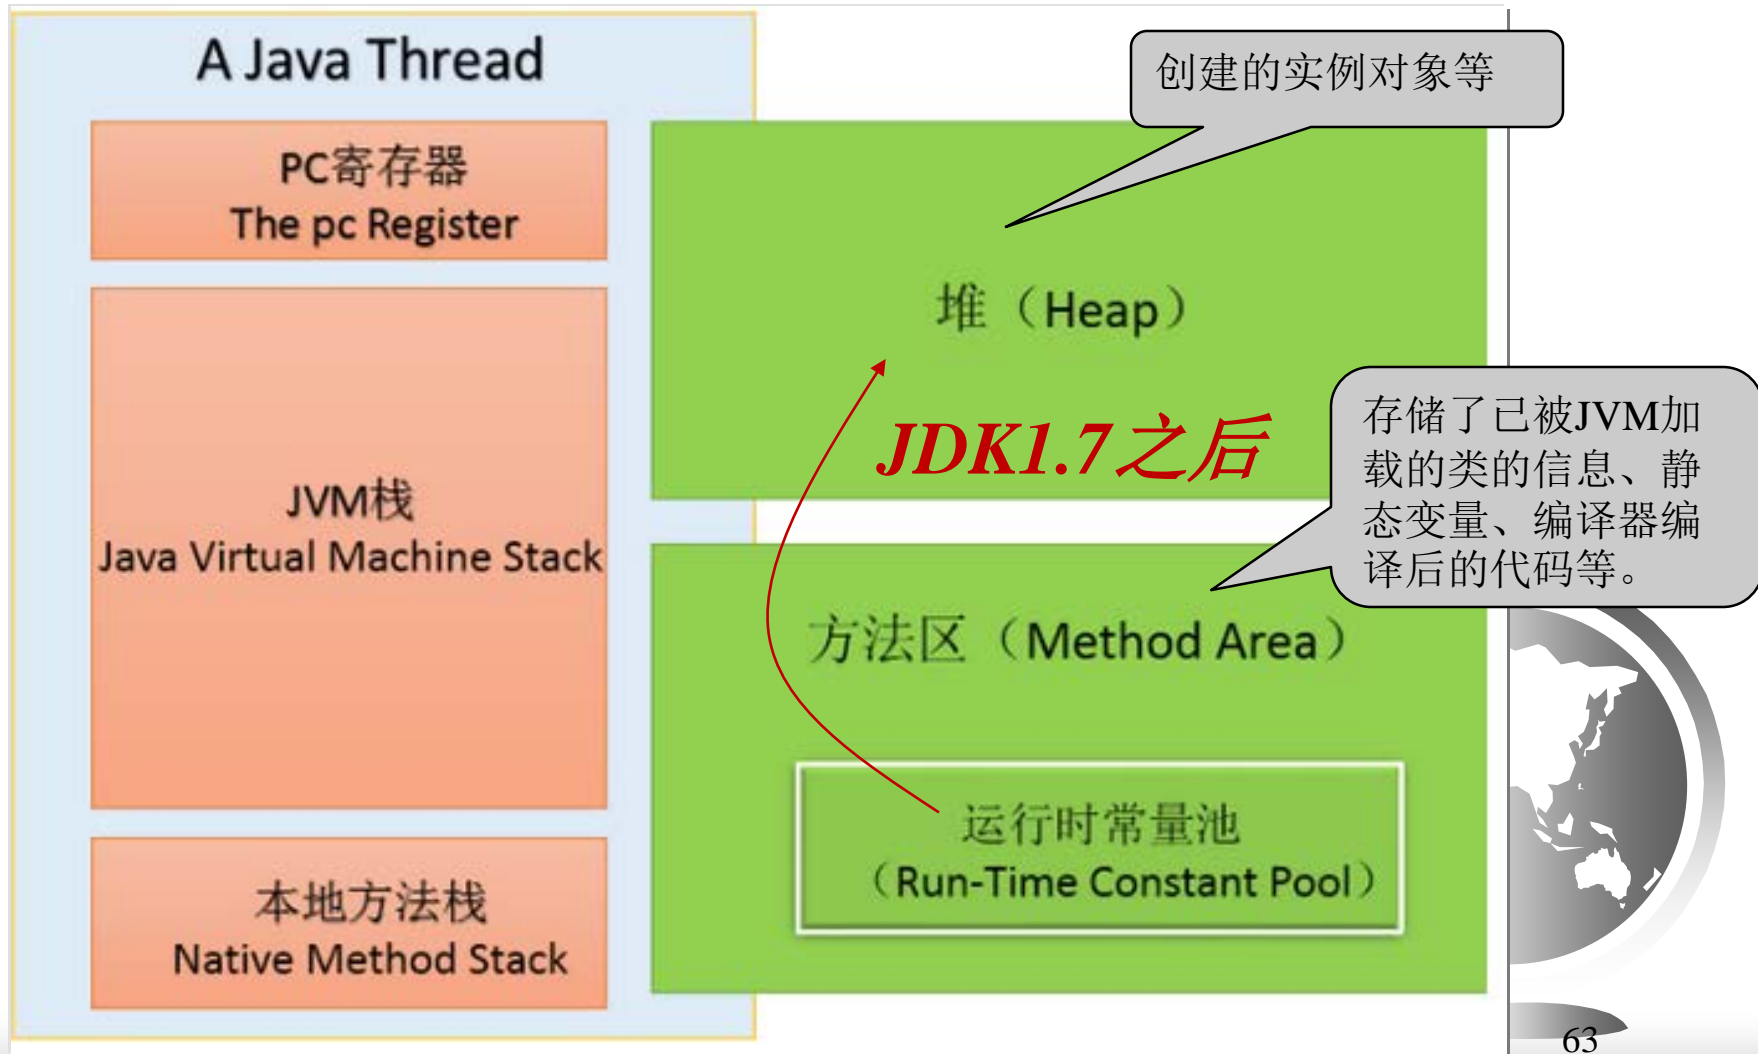 A Java Thread
PC寄存器
The pc Register
JVM栈
Java Virtual Machine Stack
本地方法栈
Native Method Stack
创建的实例对象等
堆（Heap）
JDK1.7之后
存储了已被JVM加
载的类的信息、静
态变量、编译器编
译后的代码等。
方法区（Method Area）
运行时常量池
（Run-Time Constant Pool）
63